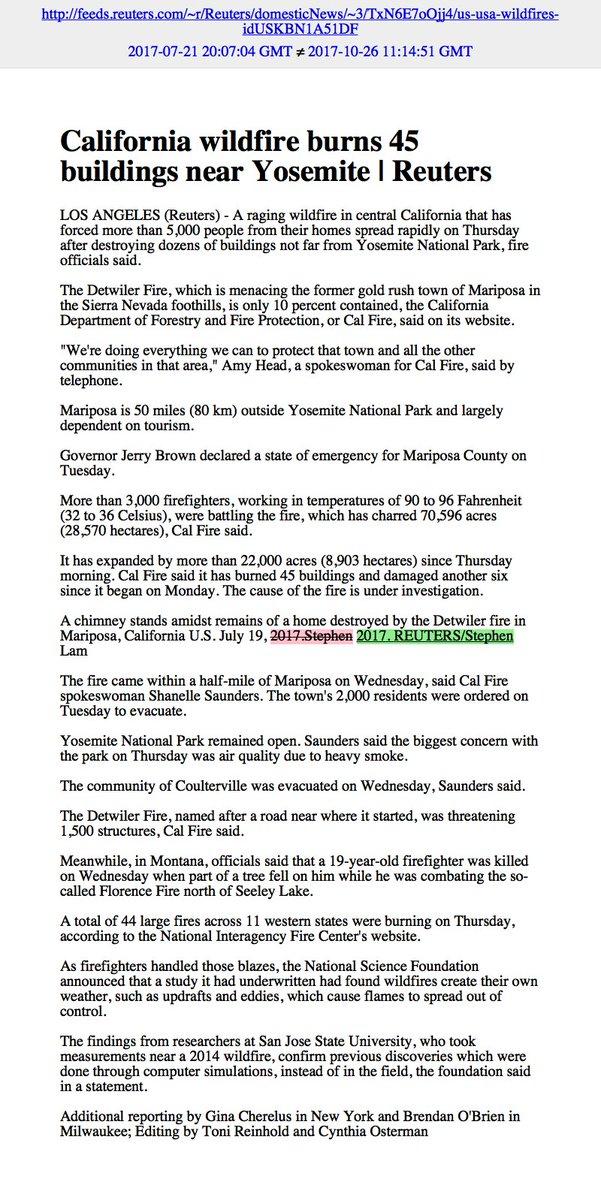 http://feeds.reuters.com/~r/Reuters/domesticNews/~3/TxN6E7oOjj4/us-usa-wildfires-
idUSKBN1A51DF
2017-07-21 20:07:04 GMT ≠ 2017-10-26 11:14:51 GMT
California wildfire burns 45
buildings near Yosemite | Reuters
LOS ANGELES (Reuters) - A raging wildfire in central California that has
forced more than 5,000 people from their homes spread rapidly on Thursday
after destroying dozens of buildings not far from Yosemite National Park, fire
officials said.
The Detwiler Fire, which is menacing the former gold rush town of Mariposa in
the Sierra Nevada foothills, is only 10 percent contained, the California
Department of Forestry and Fire Protection, or Cal Fire, said on its website.
"We're doing everything we can to protect that town and all the other
communities in that area," Amy Head, a spokeswoman for Cal Fire, said by
telephone.
Mariposa is 50 miles (80 km) outside Yosemite National Park and largely
dependent on tourism.
Governor Jerry Brown declared a state of emergency for Mariposa County on
Tuesday.
More than 3,000 firefighters, working in temperatures of 90 to 96 Fahrenheit
(32 to 36 Celsius), were battling the fire, which has charred 70,596 acres
(28,570 hectares), Cal Fire said.
It has expanded by more than 22,000 acres (8,903 hectares) since Thursday
morning. Cal Fire said it has burned 45 buildings and damaged another six
since it began on Monday. The cause of the fire is under investigation.
A chimney stands amidst remains of a home destroyed by the Detwiler fire in
Mariposa, California U.S. July 19, 2017.Stephen 2017. REUTERS/Stephen
Lam
The fire came within a half-mile of Mariposa on Wednesday, said Cal Fire
spokeswoman Shanelle Saunders. The town's 2,000 residents were ordered on
Tuesday to evacuate.
Yosemite National Park remained open. Saunders said the biggest concern with
the park on Thursday was air quality due to heavy smoke.
The community of Coulterville was evacuated on Wednesday, Saunders said.
The Detwiler Fire, named after a road near where it started, was threatening
1,500 structures, Cal Fire said.
Meanwhile, in Montana, officials said that a 19-year-old firefighter was killed
on Wednesday when part of a tree fell on him while he was combating the so-
called Florence Fire north of Seeley Lake.
A total of 44 large fires across 11 western states were burning on Thursday,
according to the National Interagency Fire Center's website.
As firefighters handled those blazes, the National Science Foundation
announced that a study it had underwritten had found wildfires create their own
weather, such as updrafts and eddies, which cause flames to spread out of
control.
The findings from researchers at San Jose State University, who took
measurements near a 2014 wildfire, confirm previous discoveries which were
done through computer simulations, instead of in the field, the foundation said
in a statement.
Additional reporting by Gina Cherelus in New York and Brendan O'Brien in
Milwaukee; Editing by Toni Reinhold and Cynthia Osterman